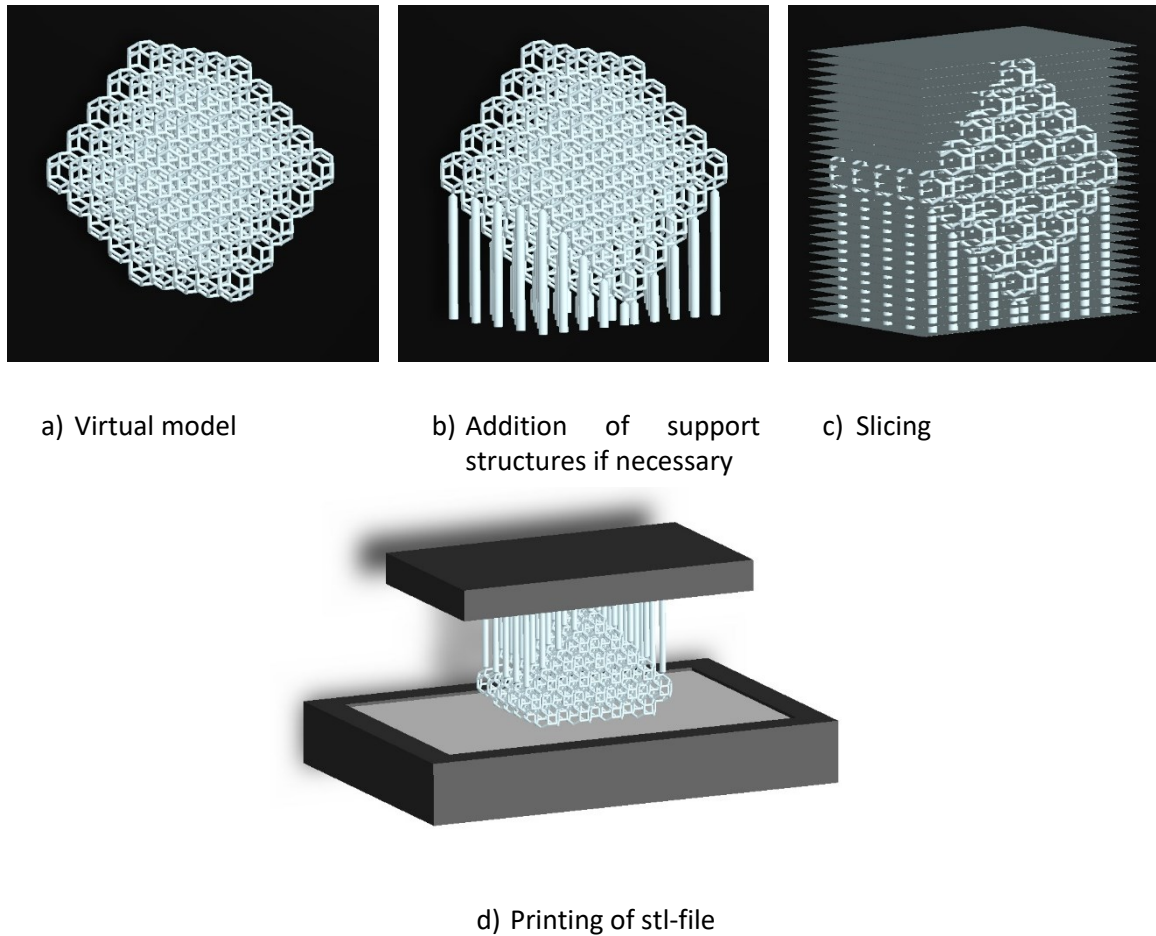 a) Virtual model
b) Addition of support
structures if necessary
c) Slicing
d) Printing of stl-file